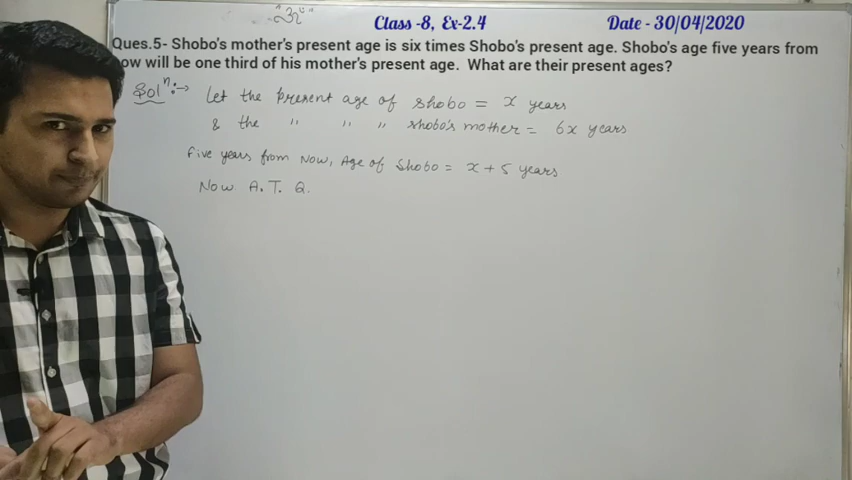 Class -8, Ex-2.4 Date - 30/04/2020
Ques.5- Shobo's mother's present age is six times Shobo's present age. Shobo's age five years from
now will be one third of his mother's present age. What are their present ages?
Solⁿ:→ Let the present age of shobo = x years
& the " " " shobo's mother = 6x years
Five years from Now, Age of Shobo = x + 5 years
Now A. T. Q.